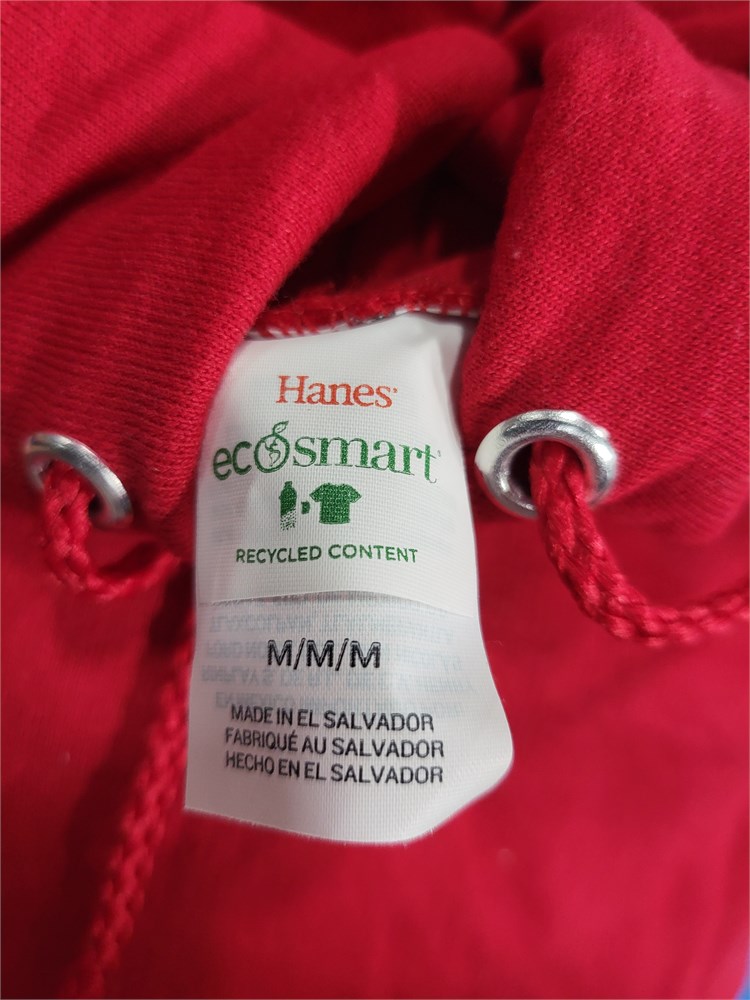 Hanes
ecosmart
RECYCLED CONTENT
M/M/M
MADE IN EL SALVADOR
FABRIQUÉ AU SALVADOR
HECHO EN EL SALVADOR